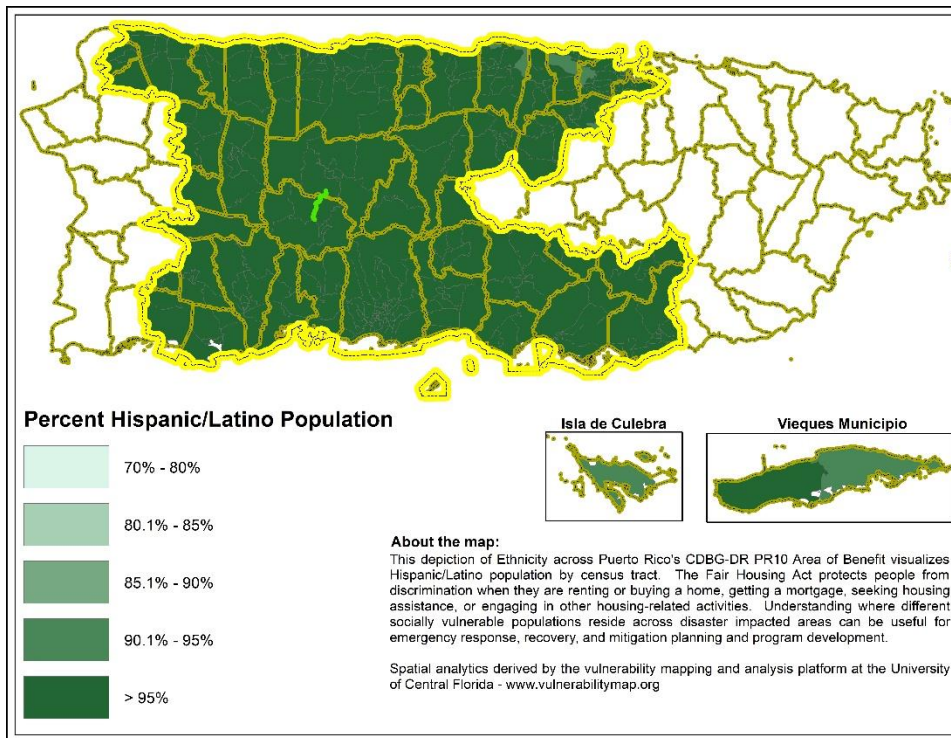 Percent Hispanic/Latino Population
70% - 80%
80.1% - 85%
85.1% - 90%
90.1% - 95%
> 95%
Isla de Culebra
Vieques Municipio
About the map:
This depiction of Ethnicity across Puerto Rico's CDBG-DR PR10 Area of Benefit visualizes
Hispanic/Latino population by census tract. The Fair Housing Act protects people from
discrimination when they are renting or buying a home, getting a mortgage, seeking housing
assistance, or engaging in other housing-related activities. Understanding where different
socially vulnerable populations reside across disaster impacted areas can be useful for
emergency response, recovery, and mitigation planning and program development.
Spatial analytics derived by the vulnerability mapping and analysis platform at the University
of Central Florida - www.vulnerabilitymap.org